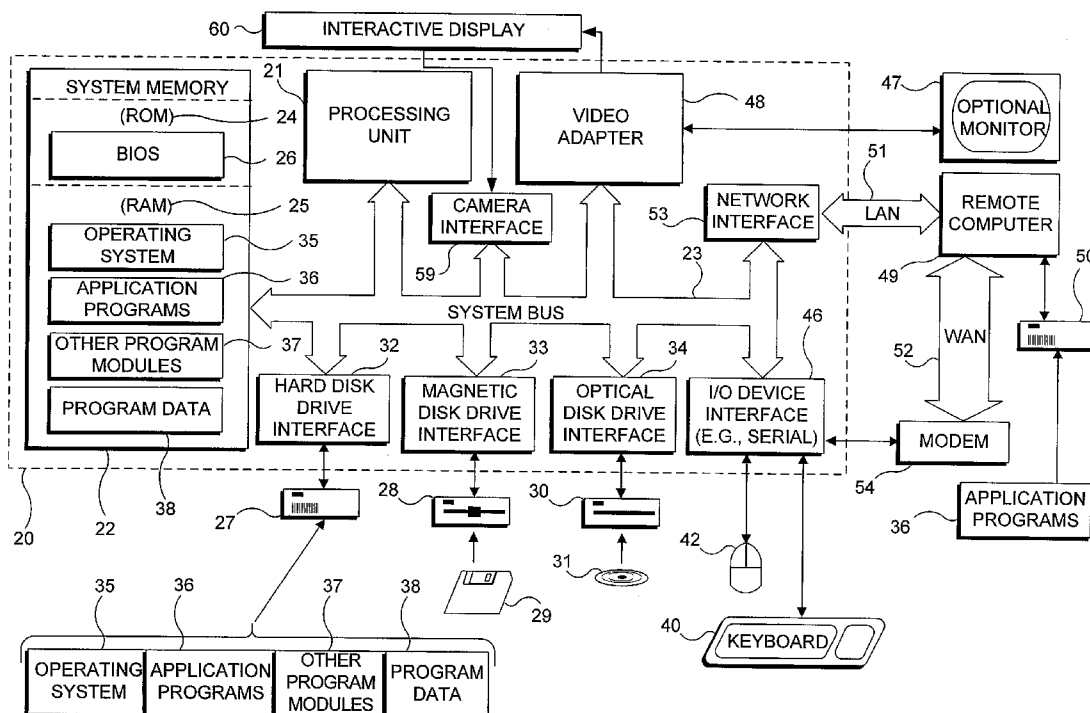 60
INTERACTIVE DISPLAY
SYSTEM MEMORY
(ROM)
24
BIOS
26
(RAM)
25
OPERATING
SYSTEM
35
APPLICATION
PROGRAMS
36
OTHER PROGRAM
MODULES
37
PROGRAM DATA
38
22
20
21
PROCESSING
UNIT
VIDEO
ADAPTER
48
47
OPTIONAL
MONITOR
CAMERA
INTERFACE
59
53
NETWORK
INTERFACE
51
LAN
REMOTE
COMPUTER
49
50
23
SYSTEM BUS
52
WAN
32
HARD DISK
DRIVE
INTERFACE
33
MAGNETIC
DISK DRIVE
INTERFACE
34
OPTICAL
DISK DRIVE
INTERFACE
46
I/O DEVICE
INTERFACE
(E.G., SERIAL)
MODEM
54
APPLICATION
PROGRAMS
36
27
28
29
30
31
42
40
KEYBOARD
35
36
37
38
OPERATING
SYSTEM
APPLICATION
PROGRAMS
OTHER
PROGRAM
MODULES
PROGRAM
DATA